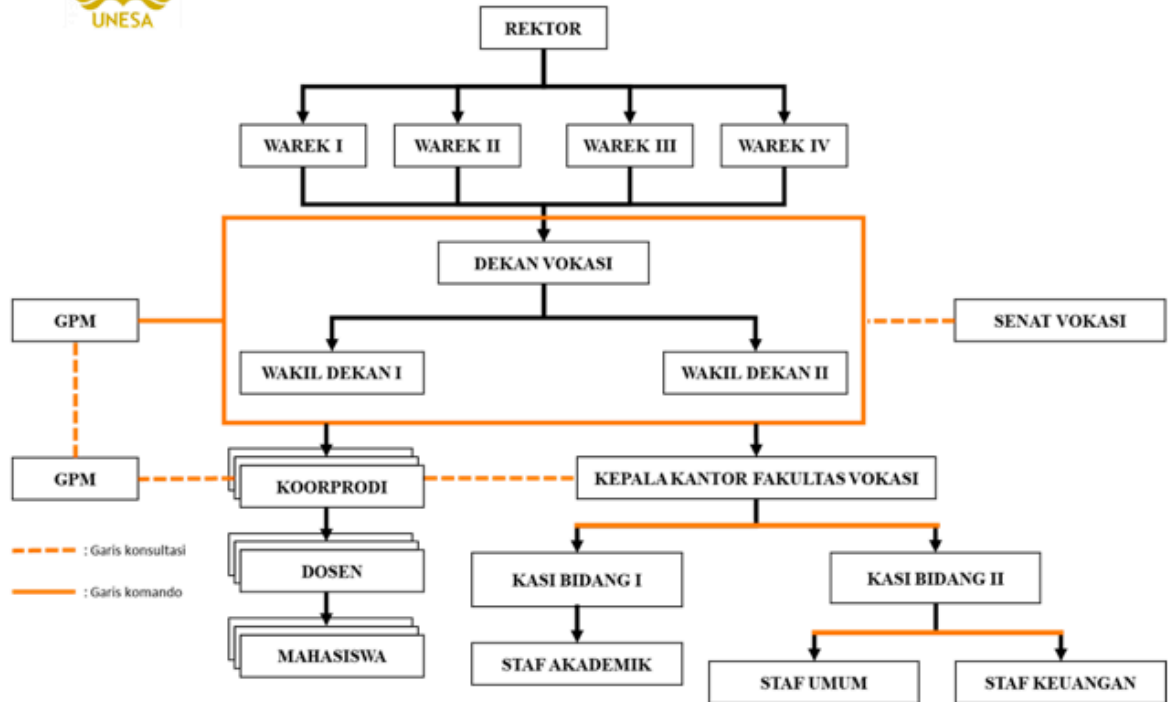 UNESA
REKTOR
WAREK I
WAREK II
WAREK III
WAREK IV
DEKAN VOKASI
GPM
SENAT VOKASI
WAKIL DEKAN I
WAKIL DEKAN II
GPM
KOORPRODI
KEPALA KANTOR FAKULTAS VOKASI
: Garis konsultasi
DOSEN
KASI BIDANG I
KASI BIDANG II
: Garis komando
MAHASISWA
STAF AKADEMIK
STAF UMUM
STAF KEUANGAN